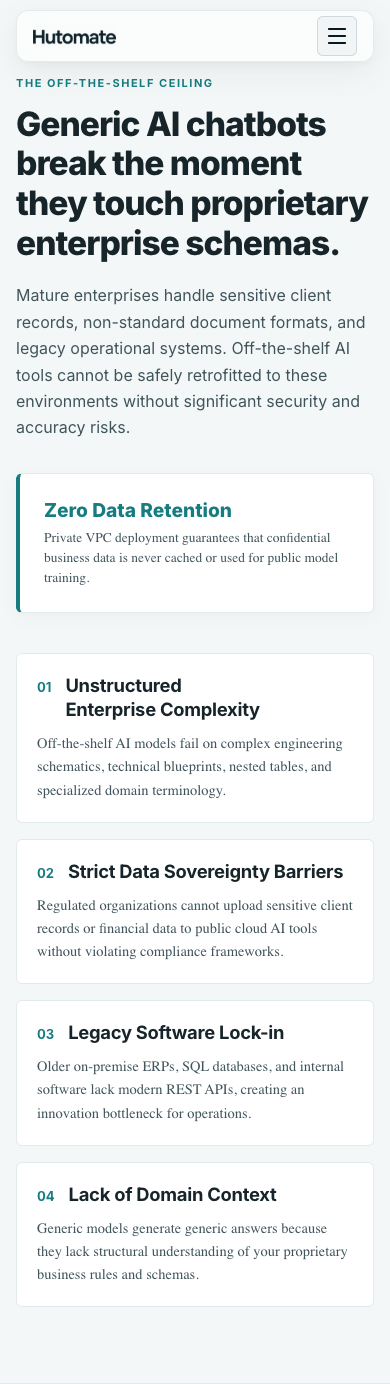 Hutomate
THE OFF-THE-SHELF CEILING
Generic AI chatbots
break the moment
they touch proprietary
enterprise schemas.
Mature enterprises handle sensitive client
records, non-standard document formats, and
legacy operational systems. Off-the-shelf AI
tools cannot be safely retrofitted to these
environments without significant security and
accuracy risks.
Zero Data Retention
Private VPC deployment guarantees that confidential
business data is never cached or used for public model
training.
01 Unstructured
Enterprise Complexity
Off-the-shelf AI models fail on complex engineering
schematics, technical blueprints, nested tables, and
specialized domain terminology.
02 Strict Data Sovereignty Barriers
Regulated organizations cannot upload sensitive client
records or financial data to public cloud AI tools
without violating compliance frameworks.
03 Legacy Software Lock-in
Older on-premise ERPs, SQL databases, and internal
software lack modern REST APIs, creating an
innovation bottleneck for operations.
04 Lack of Domain Context
Generic models generate generic answers because
they lack structural understanding of your proprietary
business rules and schemas.